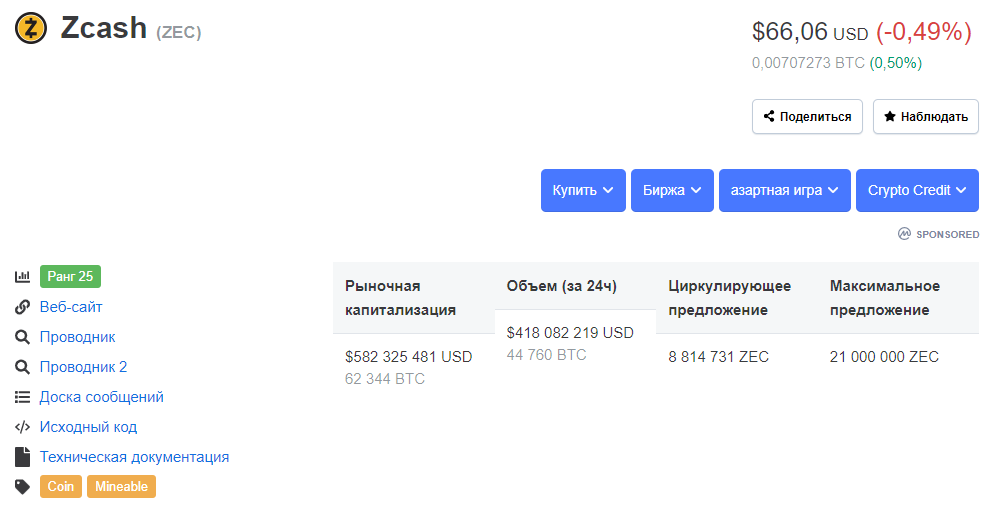 Zcash (ZEC)
$66,06 USD (-0,49%)
0,00707273 BTC (0,50%)
Поделиться
Наблюдать
Купить
Биржа
азартная игра
Crypto Credit
SPONSORED
Ранг 25
Веб-сайт
Проводник
Проводник 2
Доска сообщений
Исходный код
Техническая документация
Coin
Mineable
Рыночная
капитализация
$582 325 481 USD
62 344 BTC
Объем (за 24ч)
$418 082 219 USD
44 760 BTC
Циркулирующее
предложение
8 814 731 ZEC
Максимальное
предложение
21 000 000 ZEC